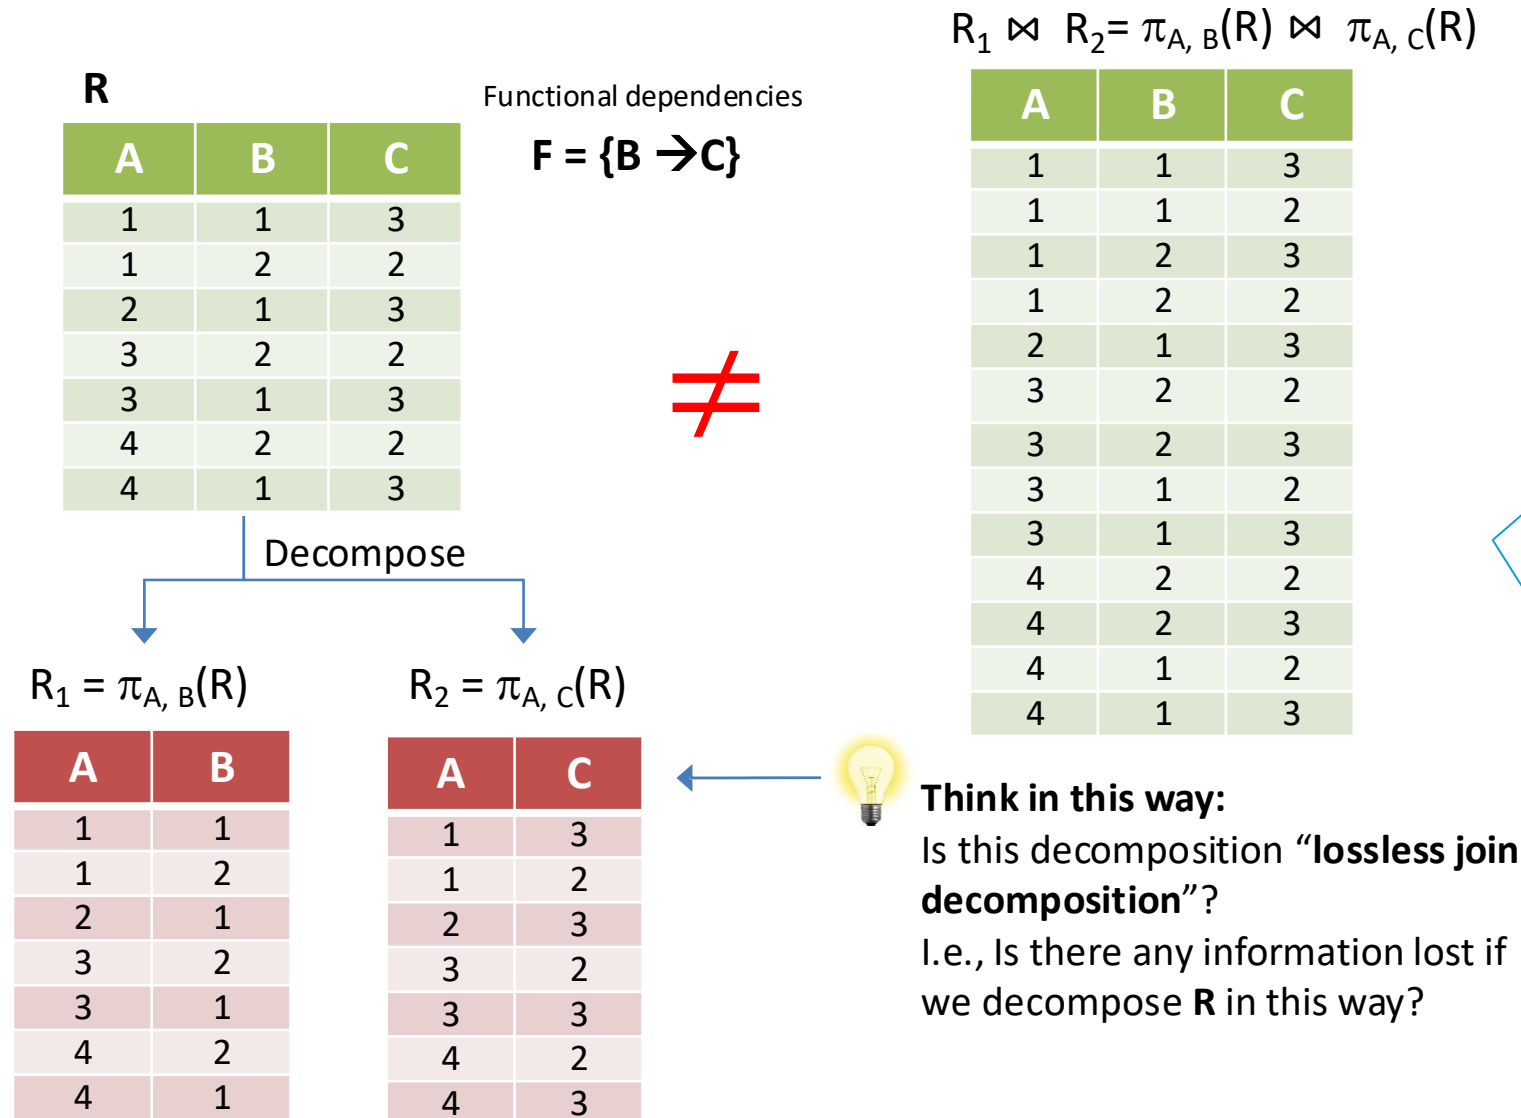 R
Functional dependencies
F = {B → C}
A B C
1 1 3
1 2 2
2 1 3
3 2 2
3 1 3
4 2 2
4 1 3
Decompose
R₁ = π A, B(R)
A B
1 1
1 2
2 1
3 2
3 1
4 2
4 1
R₂ = π A, C(R)
A C
1 3
1 2
2 3
3 2
3 3
4 2
4 3
≠
R₁ ⋈ R₂= π A, B(R) ⋈ π A, C(R)
A B C
1 1 3
1 1 2
1 2 3
1 2 2
2 1 3
3 2 2
3 2 3
3 1 2
3 1 3
4 2 2
4 2 3
4 1 2
4 1 3
Think in this way:
Is this decomposition “lossless join
decomposition”?
I.e., Is there any information lost if
we decompose R in this way?